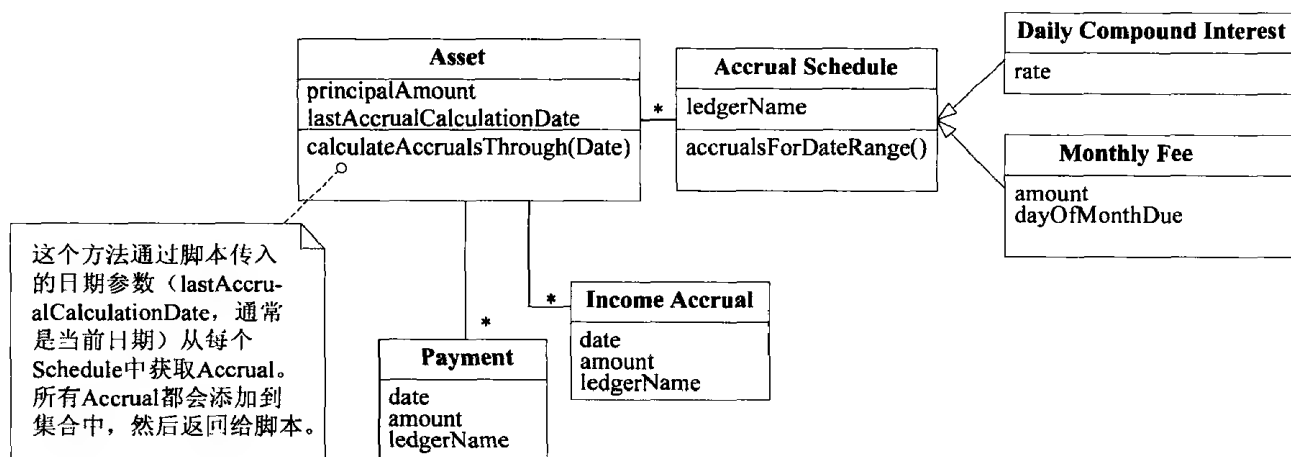 Asset
principalAmount
lastAccrualCalculationDate
calculateAccrualsThrough(Date)
*
Accrual Schedule
ledgerName
accrualsForDateRange()
Daily Compound Interest
rate
Monthly Fee
amount
dayOfMonthDue
这个方法通过脚本传入
的日期参数（lastAccru-
alCalculationDate，通常
是当前日期）从每个
Schedule中获取Accrual。
所有Accrual都会添加到
集合中，然后返回给脚本。
*
Payment
date
amount
ledgerName
*
Income Accrual
date
amount
ledgerName